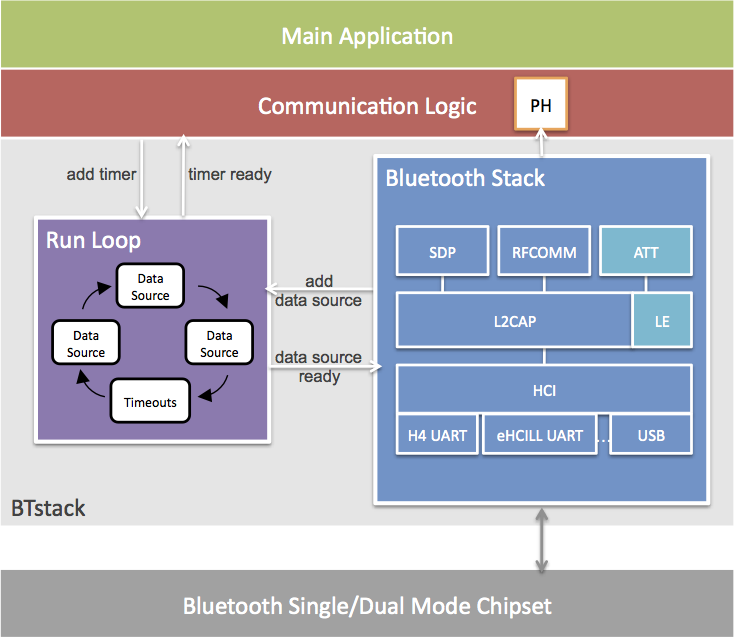 Main Application
Communication Logic
PH
add timer
timer ready
Bluetooth Stack
Run Loop
Data
Source
Data
Source
Data
Source
Timeouts
add
data source
data source
ready
SDP
RFCOMM
ATT
L2CAP
LE
HCI
H4 UART
eHCILL UART
...
USB
BTstack
Bluetooth Single/Dual Mode Chipset